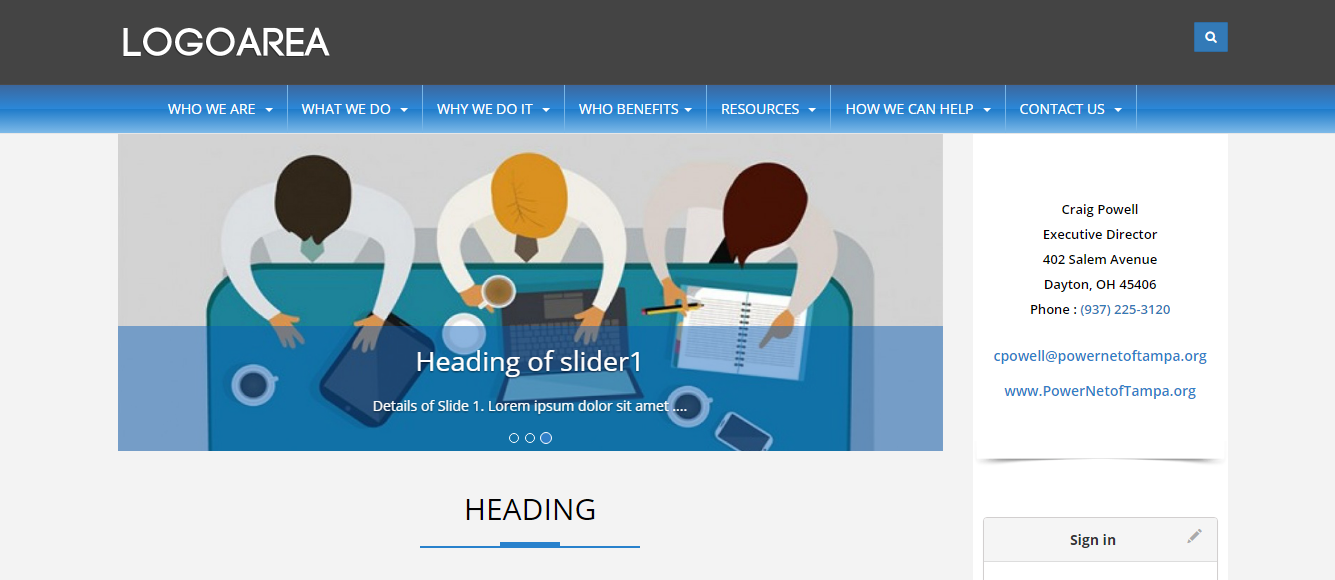 LOGOAREA
WHO WE ARE WHAT WE DO WHY WE DO IT WHO BENEFITS RESOURCES HOW WE CAN HELP CONTACT US
Heading of slider1
Details of Slide 1. Lorem ipsum dolor sit amet ....
HEADING
Craig Powell
Executive Director
402 Salem Avenue
Dayton, OH 45406
Phone : (937) 225-3120
cpowell@powernetoftampa.org
www.PowerNetofTampa.org
Sign in